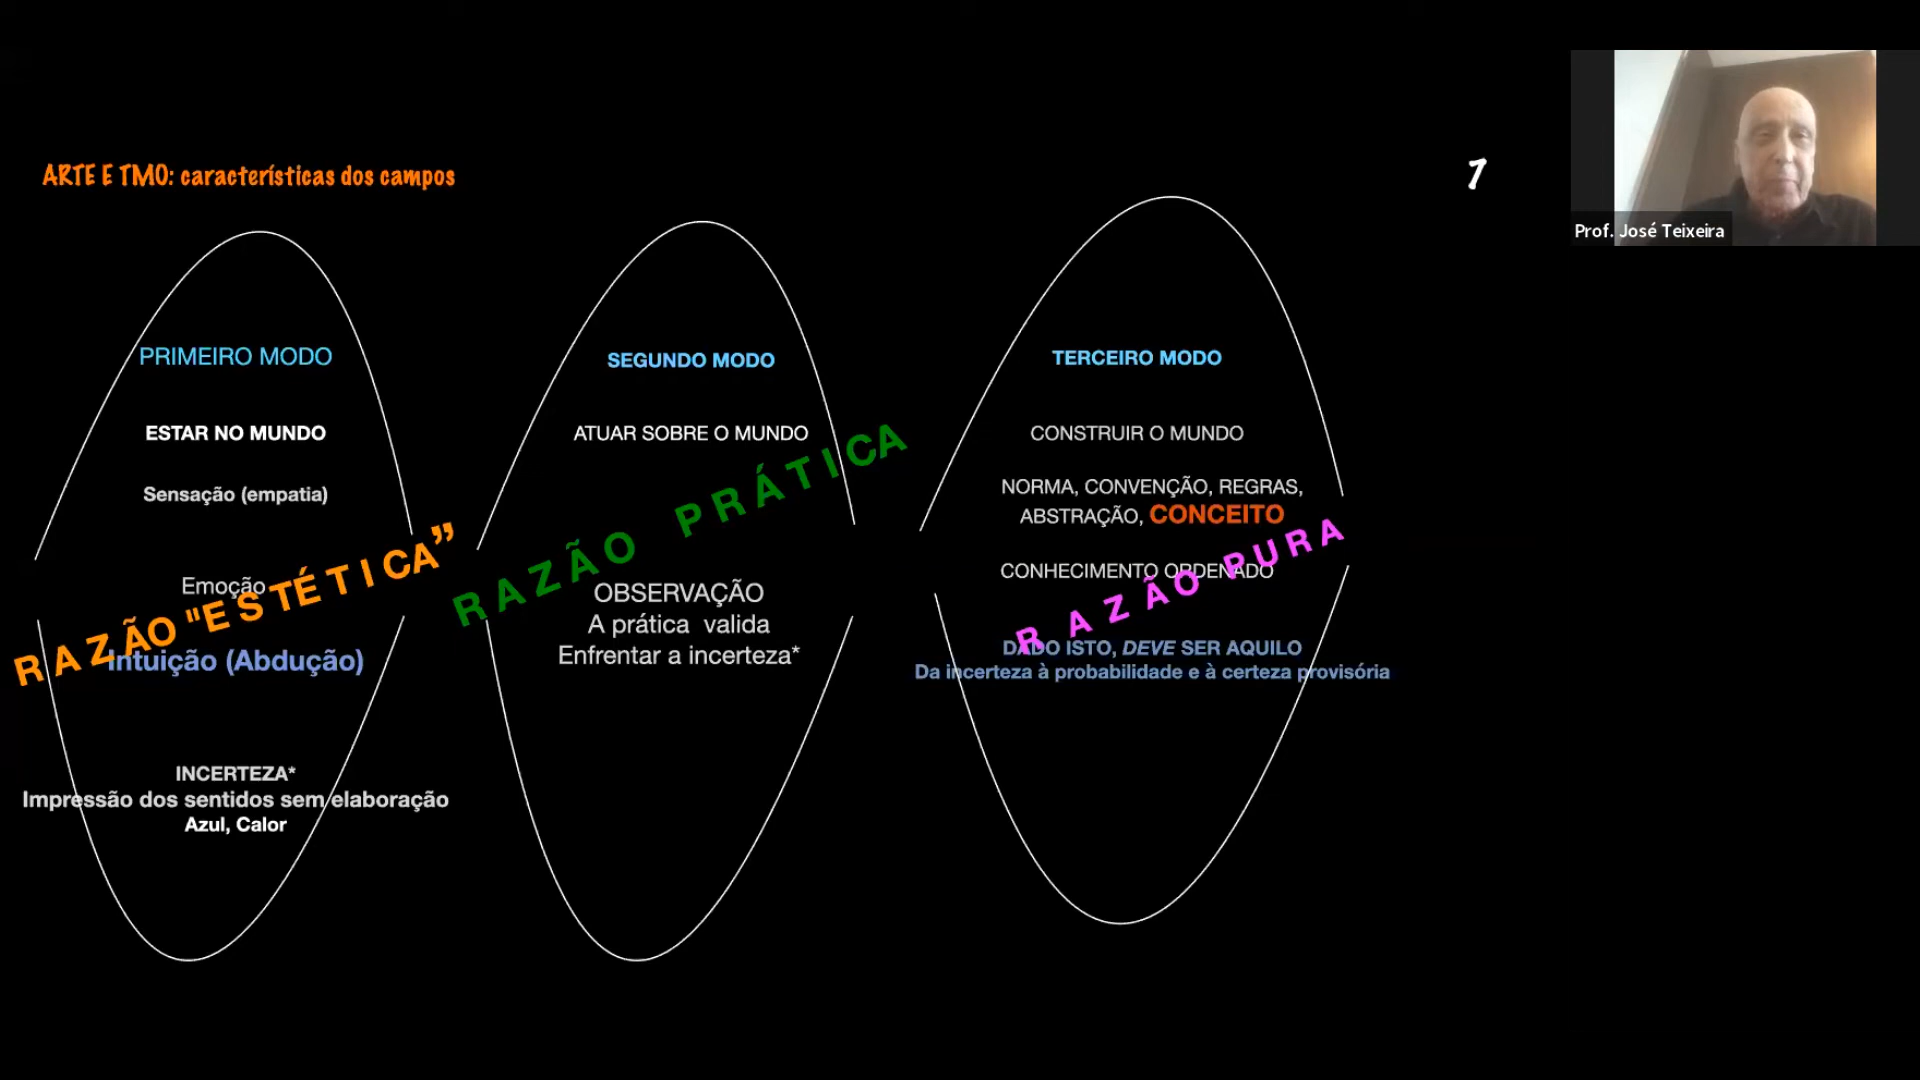 ARTE E TMO: características dos campos
1
Prof. José Teixeira
PRIMEIRO MODO
ESTAR NO MUNDO
Sensação (empatia)
Emoção
RAZÃO "ESTÉTICA”
Intuição (Abdução)
INCERTEZA*
Impressão dos sentidos sem elaboração
Azul, Calor
SEGUNDO MODO
ATUAR SOBRE O MUNDO
RAZÃO PRÁTICA
OBSERVAÇÃO
A prática valida
Enfrentar a incerteza*
TERCEIRO MODO
CONSTRUIR O MUNDO
NORMA, CONVENÇÃO, REGRAS,
ABSTRAÇÃO, CONCEITO
CONHECIMENTO ORDENADO
RAZÃO PURA
DADO ISTO, DEVE SER AQUILO
Da incerteza à probabilidade e à certeza provisória